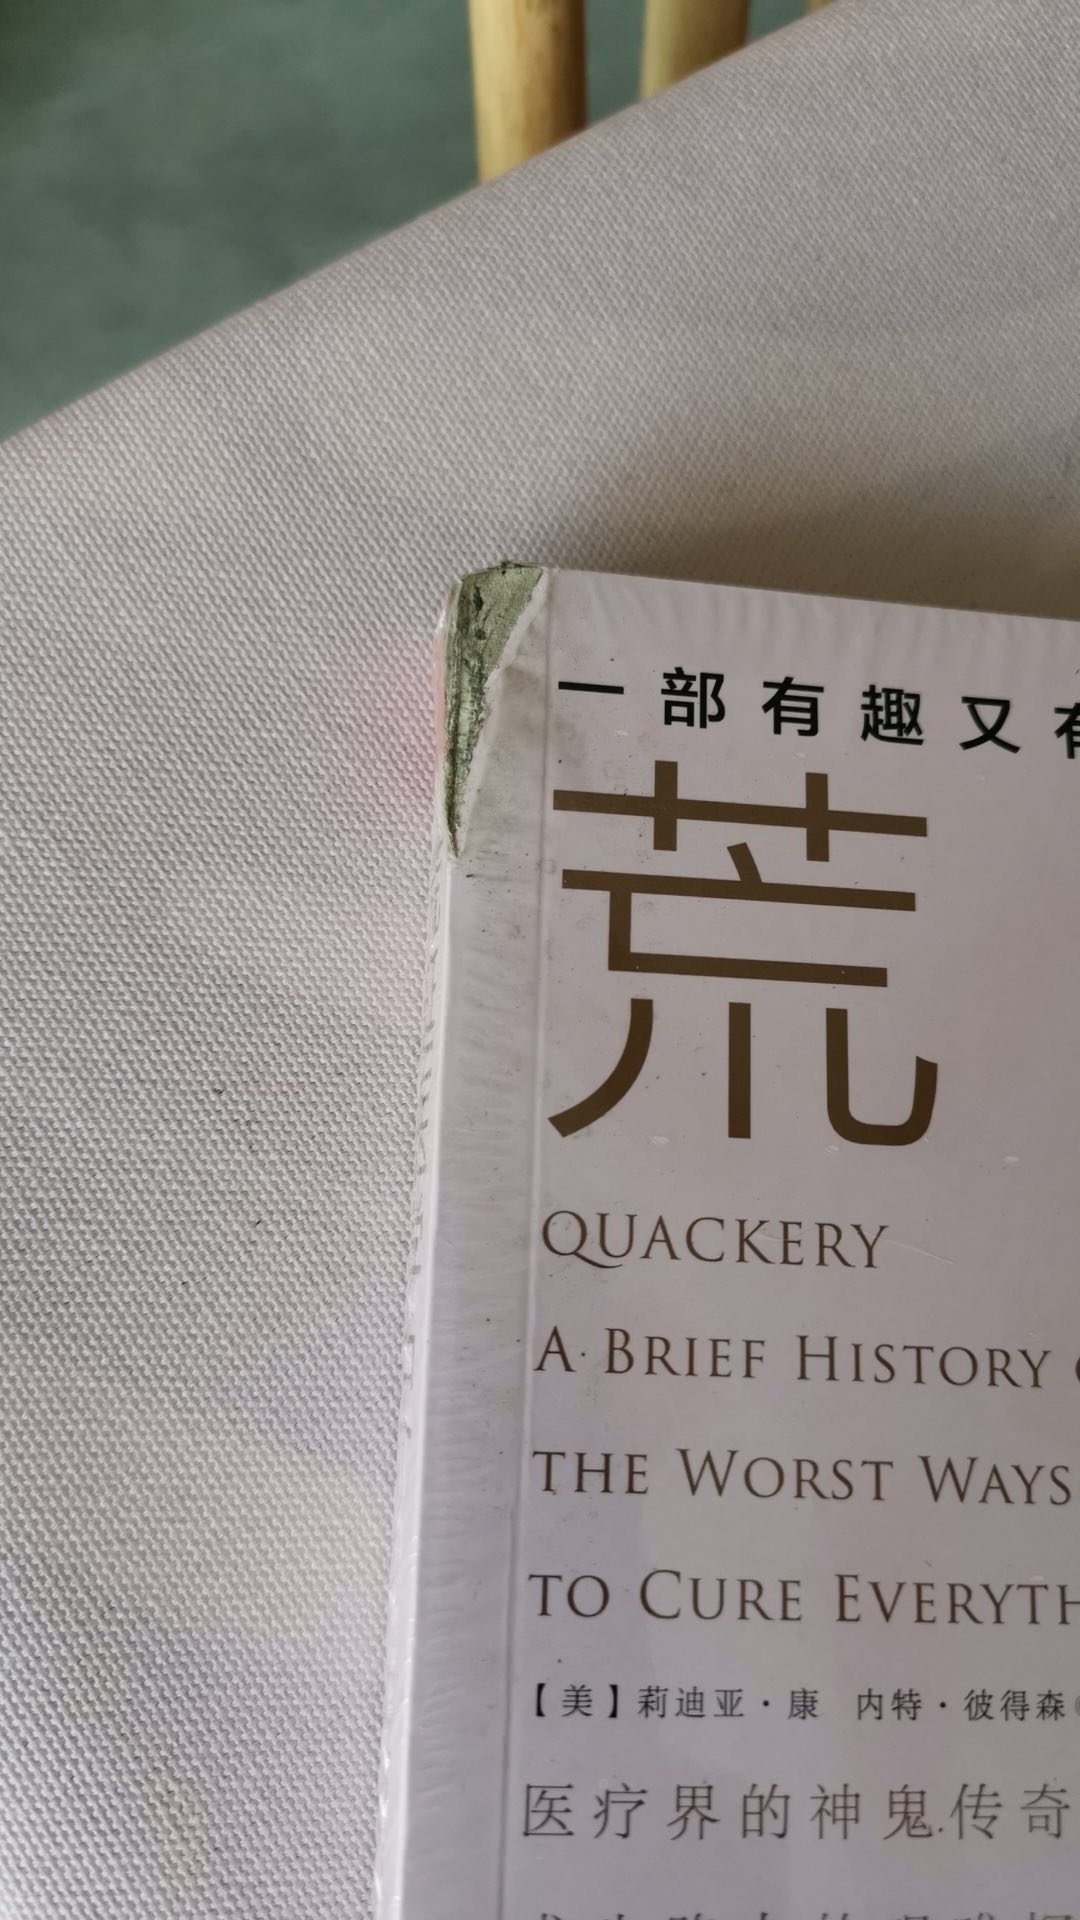 一部有趣又有
荒
QUACKERY
A BRIEF HISTORY
THE WORST WAYS
TO CURE EVERYTH
【美】莉迪亚·康 内特·彼得森
医疗界的神鬼传奇